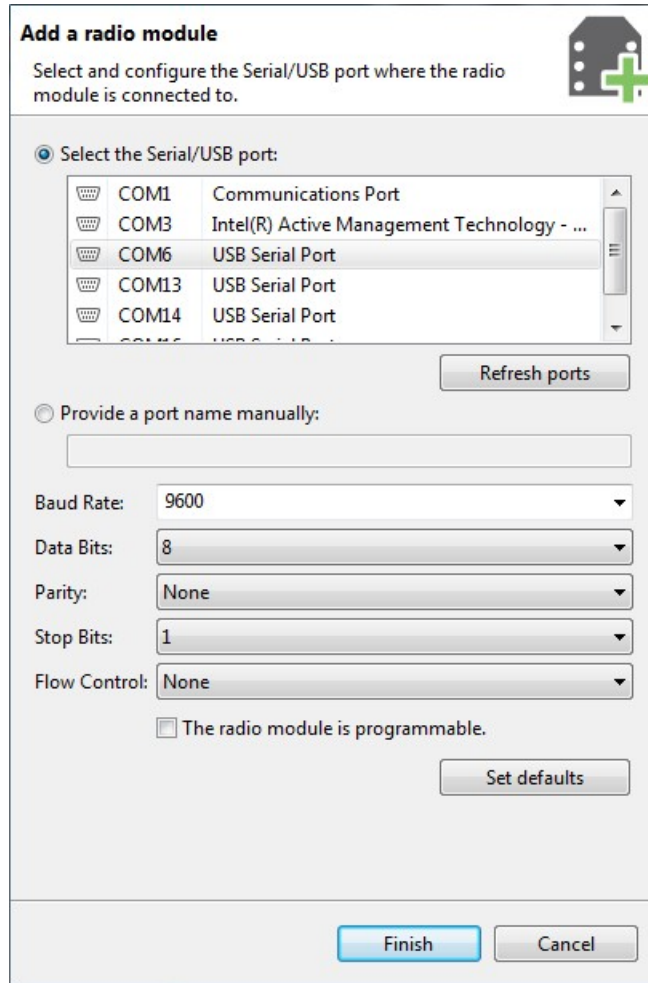 Add a radio module
Select and configure the Serial/USB port where the radio
module is connected to.
Select the Serial/USB port:
COM1 Communications Port
COM3 Intel(R) Active Management Technology - ...
COM6 USB Serial Port
COM13 USB Serial Port
COM14 USB Serial Port
Refresh ports
Provide a port name manually:
Baud Rate: 9600
Data Bits: 8
Parity: None
Stop Bits: 1
Flow Control: None
The radio module is programmable.
Set defaults
Finish Cancel